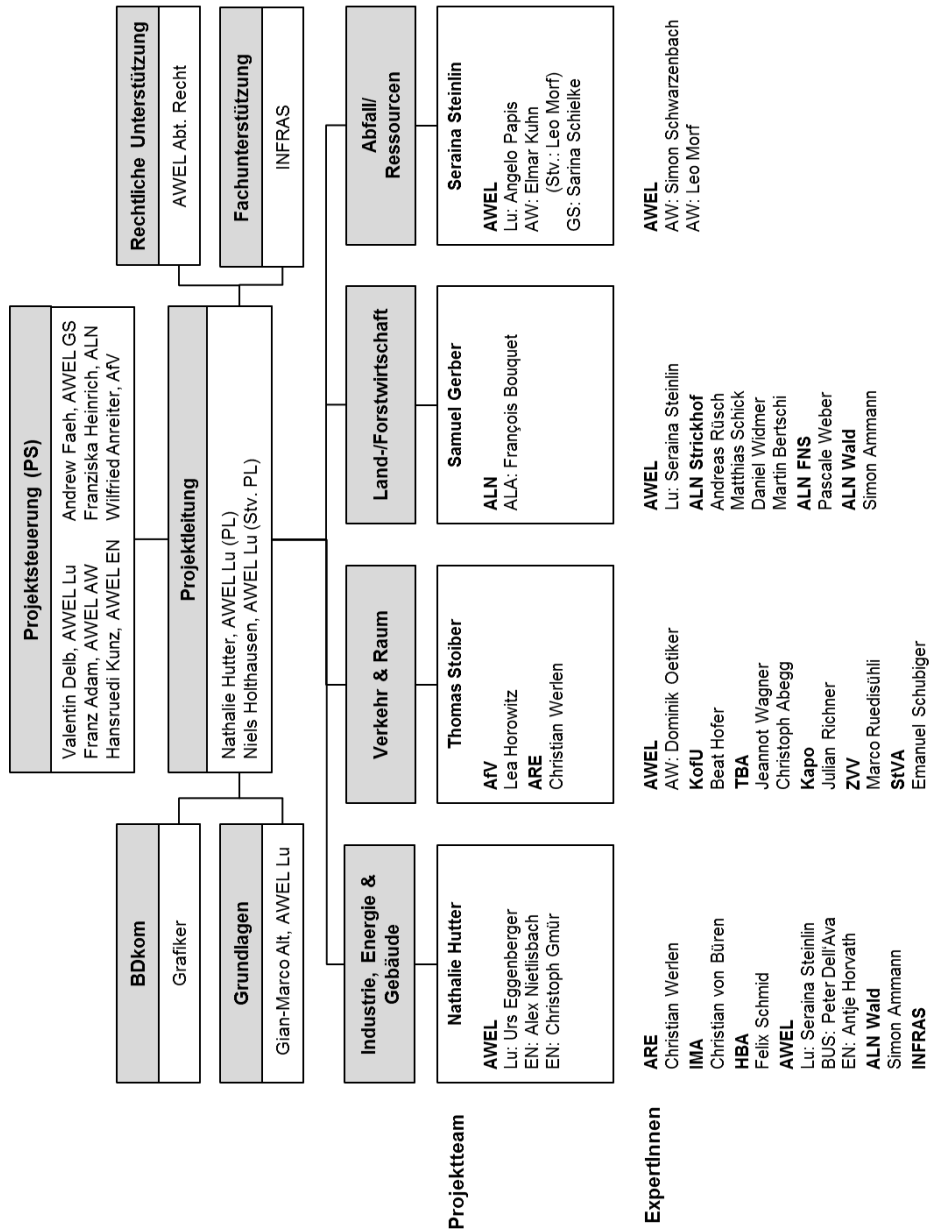 Projektsteuerung (PS)
Valentin Delb, AWEL Lu
Franz Adam, AWEL AW
Hansruedi Kunz, AWEL EN
Andrew Faeh, AWEL GS
Franziska Heinrich, ALN
Wilfried Anreiter, AfV
BDkom
Grafiker
Grundlagen
Gian-Marco Alt, AWEL Lu
Projektleitung
Nathalie Hutter, AWEL Lu (PL)
Niels Holthausen, AWEL Lu (Stv. PL)
Rechtliche Unterstützung
AWEL Abt. Recht
Fachunterstützung
INFRAS
Projektteam
Industrie, Energie &
Gebäude
Nathalie Hutter
AWEL
Lu: Urs Eggenberger
EN: Alex Nietlisbach
EN: Christoph Gmür
Verkehr & Raum
Thomas Stoiber
AfV
Lea Horowitz
ARE
Christian Werlen
Land-/Forstwirtschaft
Samuel Gerber
ALN
ALA: François Bouquet
Abfall/
Ressourcen
Seraina Steinlin
AWEL
Lu: Angelo Papis
AW: Elmar Kuhn
(Stv.: Leo Morf)
GS: Sarina Schielke
ExpertInnen
ARE
Christian Werlen
IMA
Christian von Büren
HBA
Felix Schmid
AWEL
Lu: Seraina Steinlin
BUS: Peter Dell'Ava
EN: Antje Horvath
ALN Wald
Simon Ammann
INFRAS
AWEL
AW: Dominik Oetiker
KofU
Beat Hofer
TBA
Jeannot Wagner
Christoph Abegg
Kapo
Julian Richner
ZVV
Marco Ruedisühli
StVA
Emanuel Schubiger
AWEL
Lu: Seraina Steinlin
ALN Strickhof
Andreas Rüsch
Matthias Schick
Daniel Widmer
Martin Bertschi
ALN FNS
Pascale Weber
ALN Wald
Simon Ammann
AWEL
AW: Simon Schwarzenbach
AW: Leo Morf